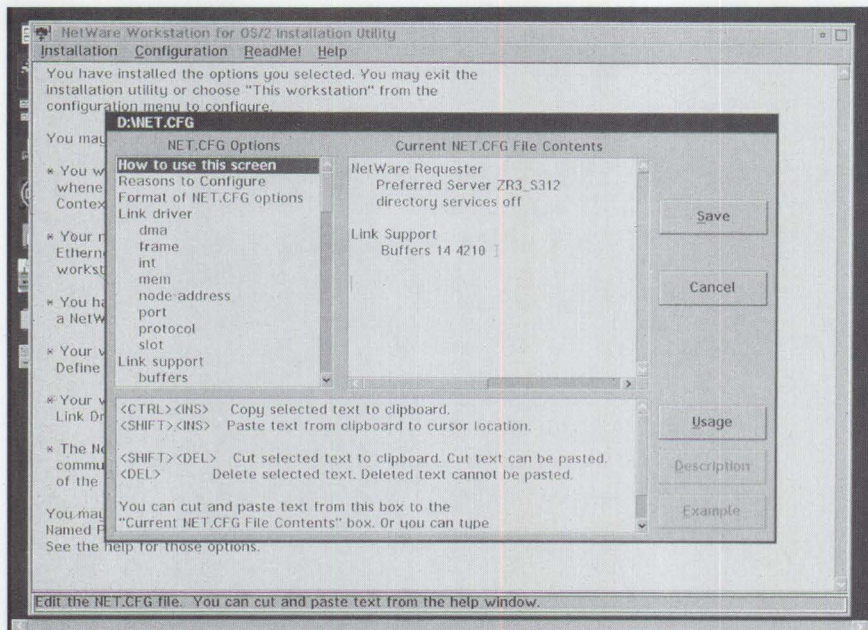 NetWare Workstation for OS/2 Installation Utility
Installation Configuration ReadMe! Help
You have installed the options you selected. You may exit the
installation utility or choose "This workstation" from the
configuration menu to configure.
You may
* You w
whene
Contex
* Your n
Etherne
workst
* You ha
a NetW
* Your v
Define
* Your w
Link Dr
* The Ne
commu
of the
You may
Named P
See the help for those options.
D:\NET.CFG
NET.CFG Options
How to use this screen
Reasons to Configure
Format of NET.CFG options
Link driver
dma
frame
int
mem
node address
port
protocol
slot
Link support
buffers
Current NET.CFG File Contents
NetWare Requester
Preferred Server ZR3_S312
directory services off
Link Support
Buffers 14 4210
Save
Cancel
<CTRL><INS> Copy selected text to clipboard.
<SHIFT><INS> Paste text from clipboard to cursor location.
<SHIFT><DEL> Cut selected text to clipboard. Cut text can be pasted.
<DEL> Delete selected text. Deleted text cannot be pasted.
You can cut and paste text from this box to the
"Current NET.CFG File Contents" box. Or you can type
Usage
Description
Example
Edit the NET.CFG file. You can cut and paste text from the help window.